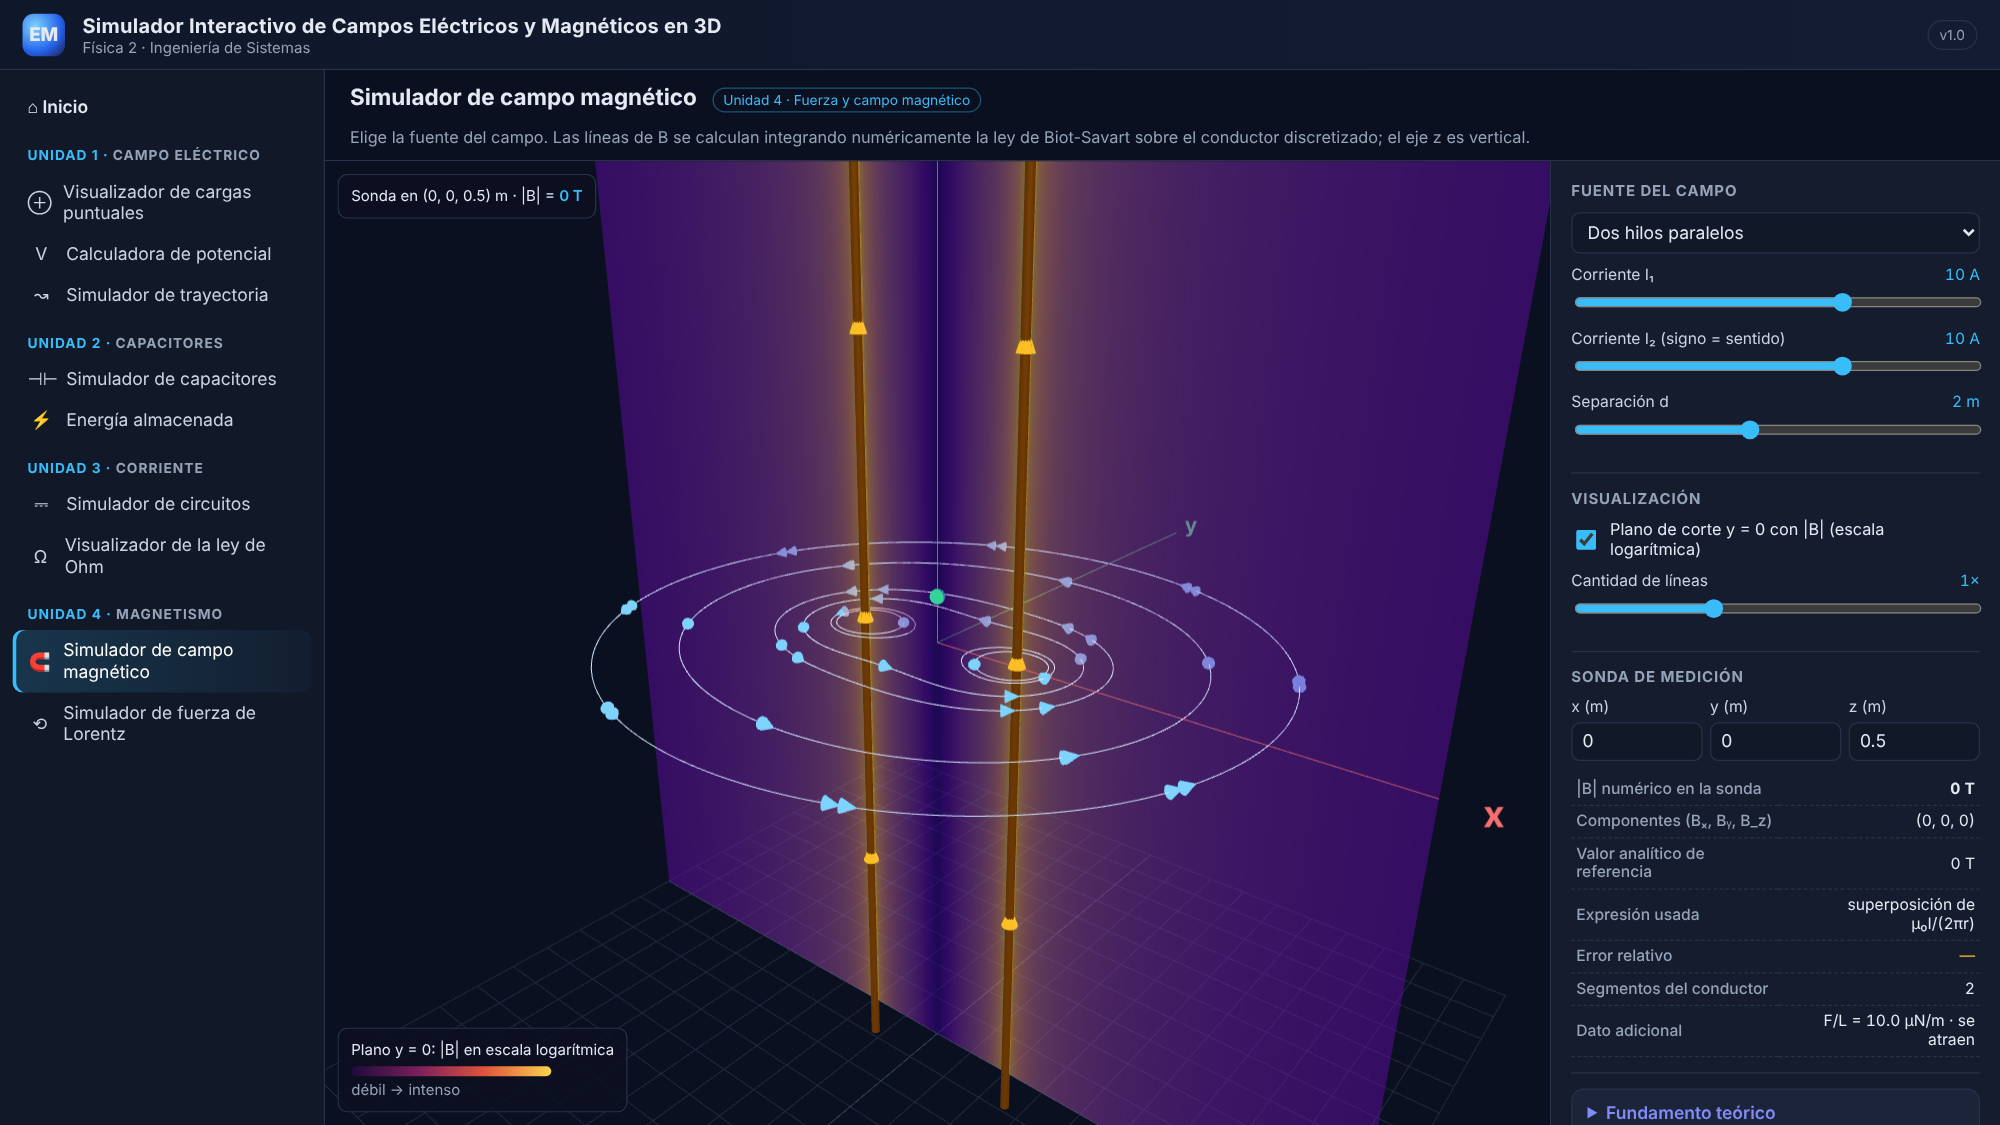 EM
Simulador Interactivo de Campos Eléctricos y Magnéticos en 3D
Física 2 · Ingeniería de Sistemas
v1.0
⌂ Inicio
UNIDAD 1 · CAMPO ELÉCTRICO
Visualizador de cargas
puntuales
V Calculadora de potencial
↝ Simulador de trayectoria
UNIDAD 2 · CAPACITORES
⊣⊢ Simulador de capacitores
⚡ Energía almacenada
UNIDAD 3 · CORRIENTE
⎓ Simulador de circuitos
Ω Visualizador de la ley de
Ohm
UNIDAD 4 · MAGNETISMO
🧲 Simulador de campo
magnético
⟲ Simulador de fuerza de
Lorentz
Simulador de campo magnético
Unidad 4 · Fuerza y campo magnético
Elige la fuente del campo. Las líneas de B se calculan integrando numéricamente la ley de Biot-Savart sobre el conductor discretizado; el eje z es vertical.
Sonda en (0, 0, 0.5) m · |B| = 0 T
y
X
Plano y = 0: |B| en escala logarítmica
débil → intenso
FUENTE DEL CAMPO
Dos hilos paralelos
Corriente I₁ 10 A
Corriente I₂ (signo = sentido) 10 A
Separación d 2 m
VISUALIZACIÓN
Plano de corte y = 0 con |B| (escala
logarítmica)
Cantidad de líneas 1×
SONDA DE MEDICIÓN
x (m) y (m) z (m)
0 0 0.5
|B| numérico en la sonda 0 T
Componentes (Bₓ, Bᵧ, B_z) (0, 0, 0)
Valor analítico de
referencia 0 T
Expresión usada superposición de
μ₀I/(2πr)
Error relativo —
Segmentos del conductor 2
Dato adicional F/L = 10.0 μN/m · se
atraen
▶ Fundamento teórico